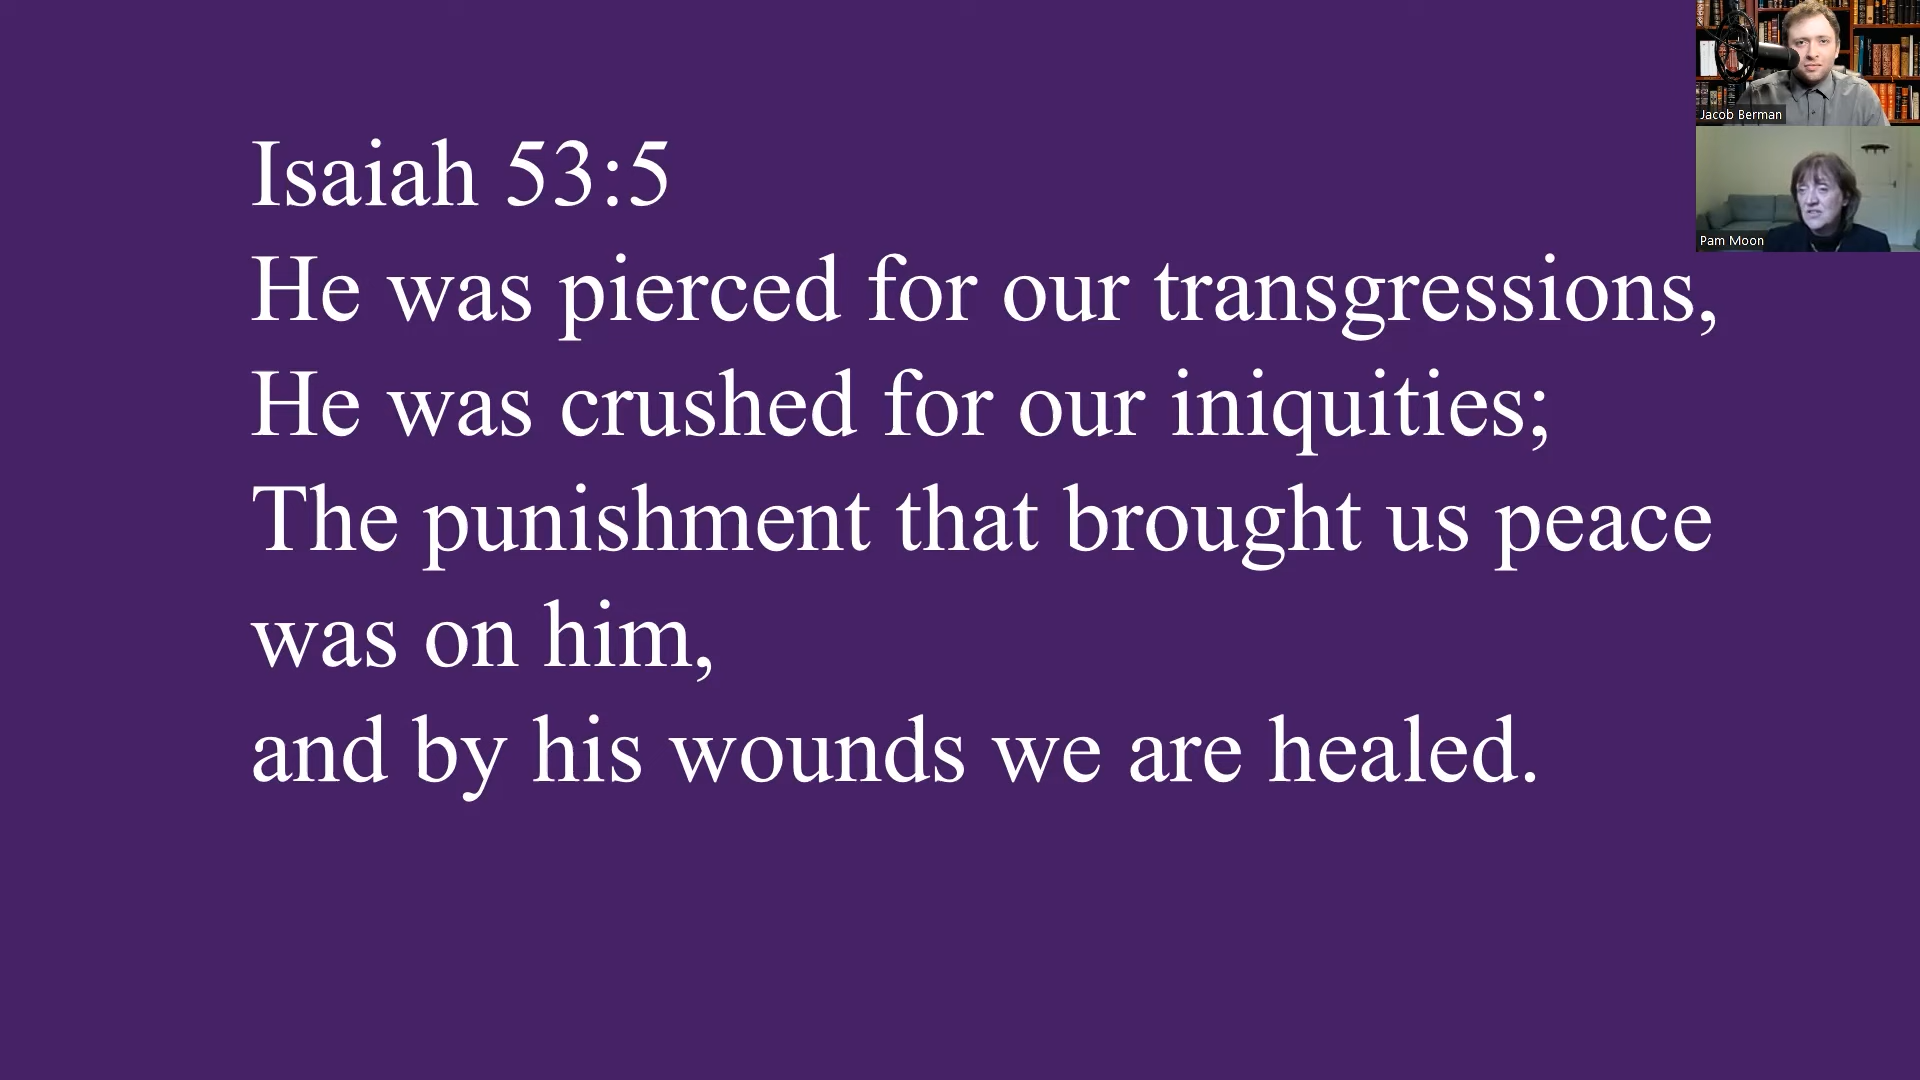 Isaiah 53:5
He was pierced for our transgressions,
He was crushed for our iniquities;
The punishment that brought us peace
was on him,
and by his wounds we are healed.
Jacob Berman
Pam Moon